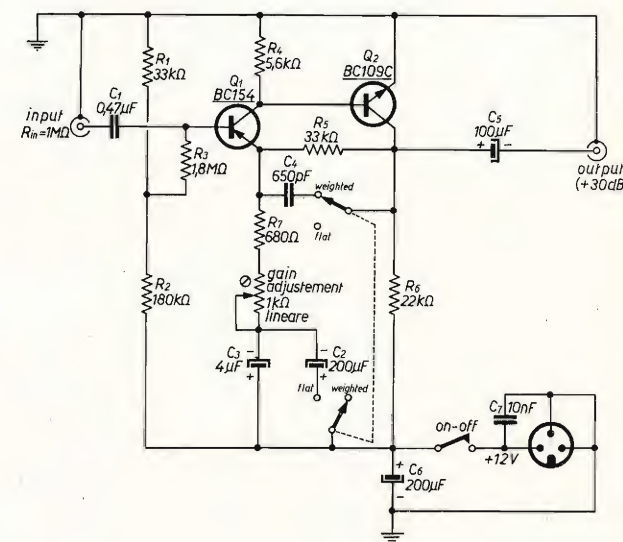 R1
33kΩ
R4
5,6kΩ
Q1
BC154
Q2
BC109C
C1
0,47µF
input
Rin=1MΩ
R3
1,8MΩ
R5
33kΩ
C5
100µF
+ -
output
(+30dB)
C4
650pF
weighted
flat
R7
680Ω
R2
180kΩ
gain
adjustement
1kΩ
lineare
R6
22kΩ
C3
4µF
-
+
C2
200µF
-
+
flat
weighted
on-off
+12V
C7 10nF
+
C6
200µF
-